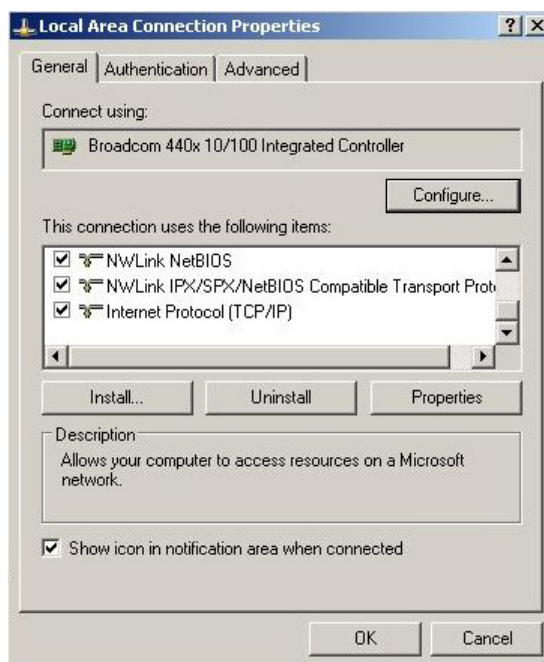 Local Area Connection Properties
General Authentication Advanced
Connect using:
Broadcom 440x 10/100 Integrated Controller
Configure...
This connection uses the following items:
NWLink NetBIOS
NWLink IPX/SPX/NetBIOS Compatible Transport Prot
Internet Protocol (TCP/IP)
Install... Uninstall Properties
Description
Allows your computer to access resources on a Microsoft
network.
Show icon in notification area when connected
OK Cancel